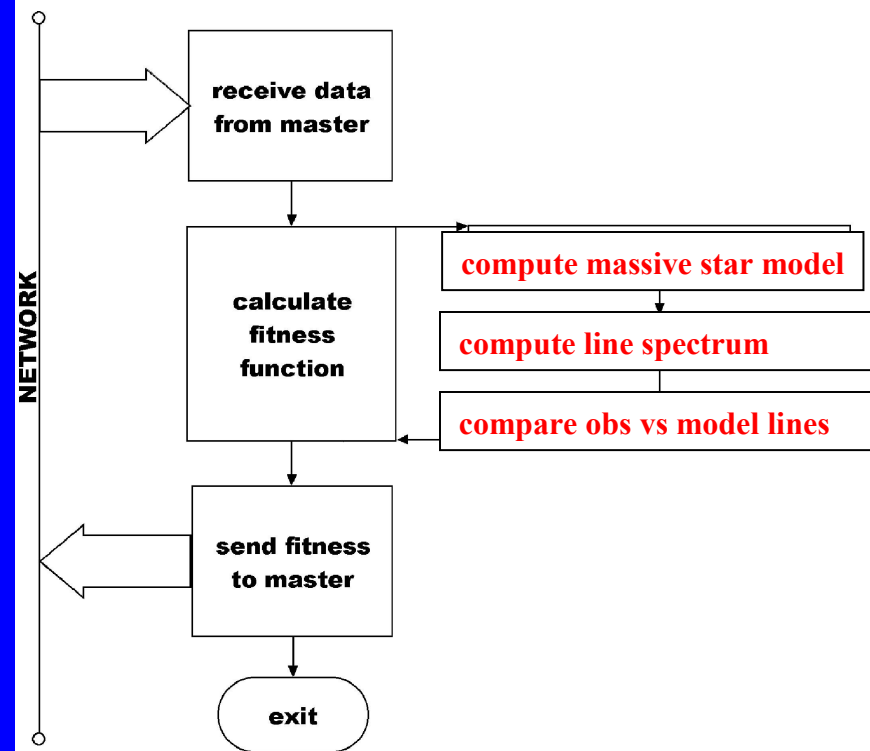 NETWORK
receive data
from master
calculate
fitness
function
compute massive star model
compute line spectrum
compare obs vs model lines
send fitness
to master
exit